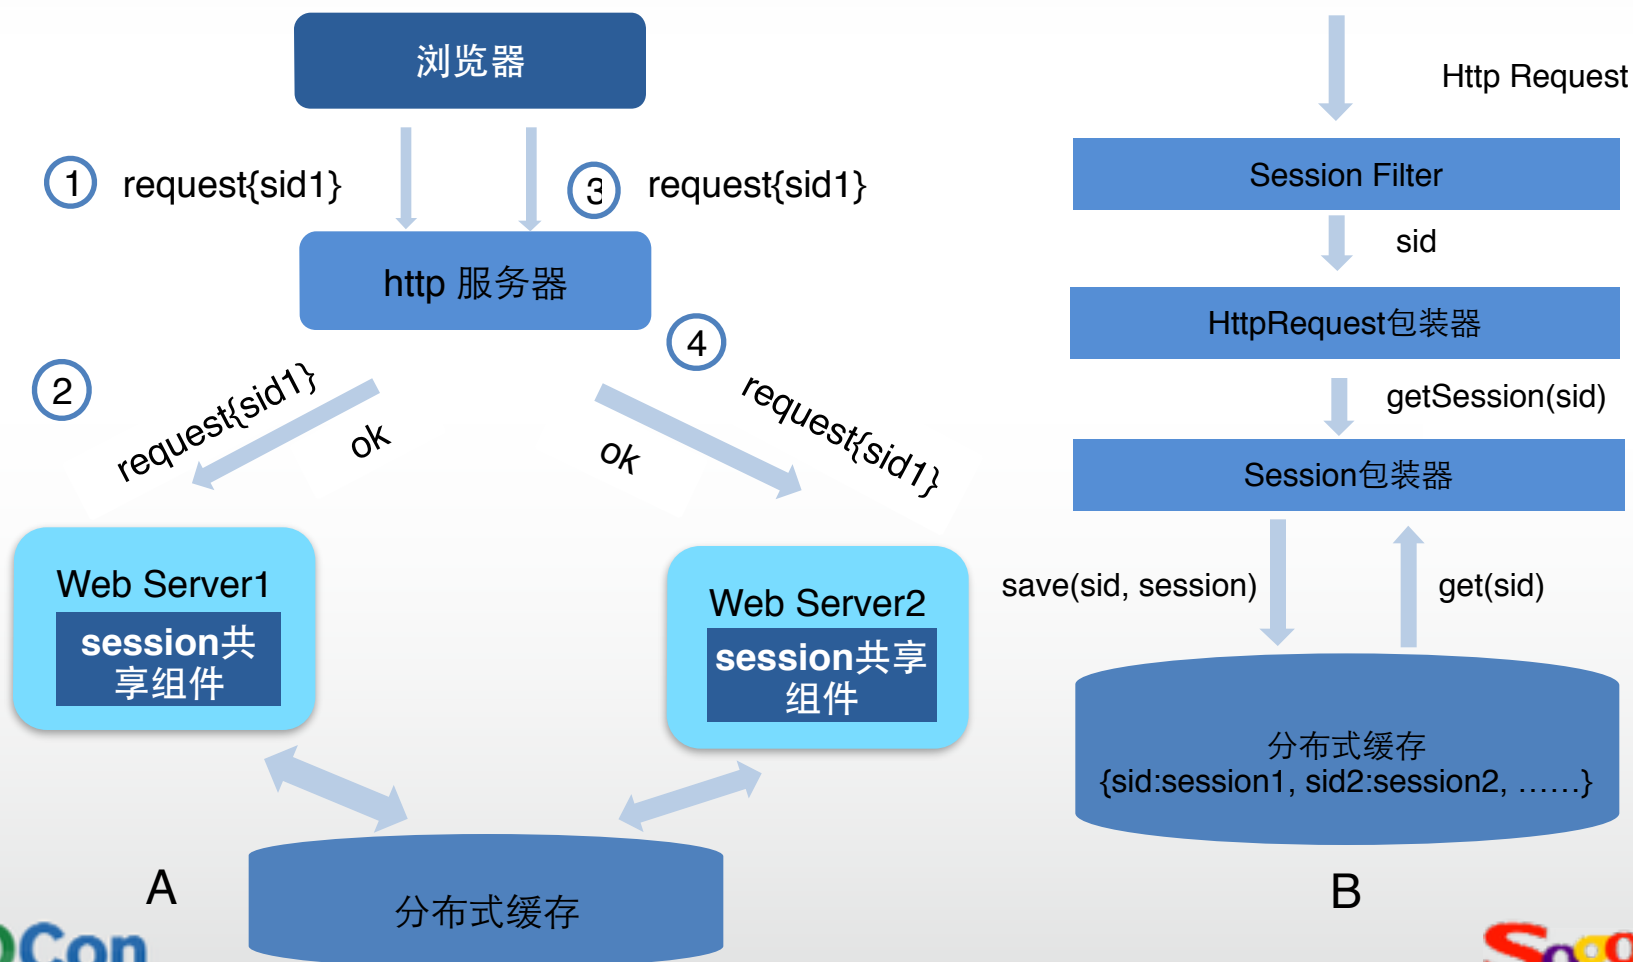 浏览器
① request{sid1}
③ request{sid1}
http 服务器
②
request{sid1}
ok
④
request{sid1}
ok
Web Server1
session共
享组件
Web Server2
session共享
组件
分布式缓存
A
Http Request
Session Filter
sid
HttpRequest包装器
getSession(sid)
Session包装器
save(sid, session)
get(sid)
分布式缓存
{sid:session1, sid2:session2, ……}
B